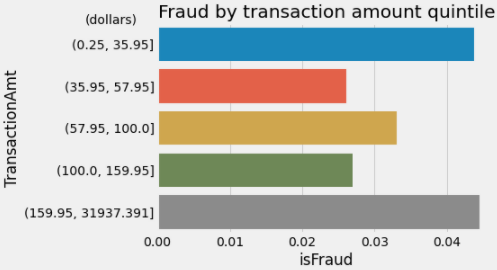 Fraud by transaction amount quintile
(dollars)
(0.25, 35.95]
(35.95, 57.95]
(57.95, 100.0]
(100.0, 159.95]
(159.95, 31937.391]
TransactionAmt
0.00 0.01 0.02 0.03 0.04
isFraud